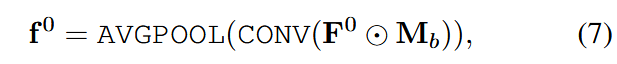 f⁰ = AVGPOOL(CONV(F⁰ ⊙ M_b)), (7)